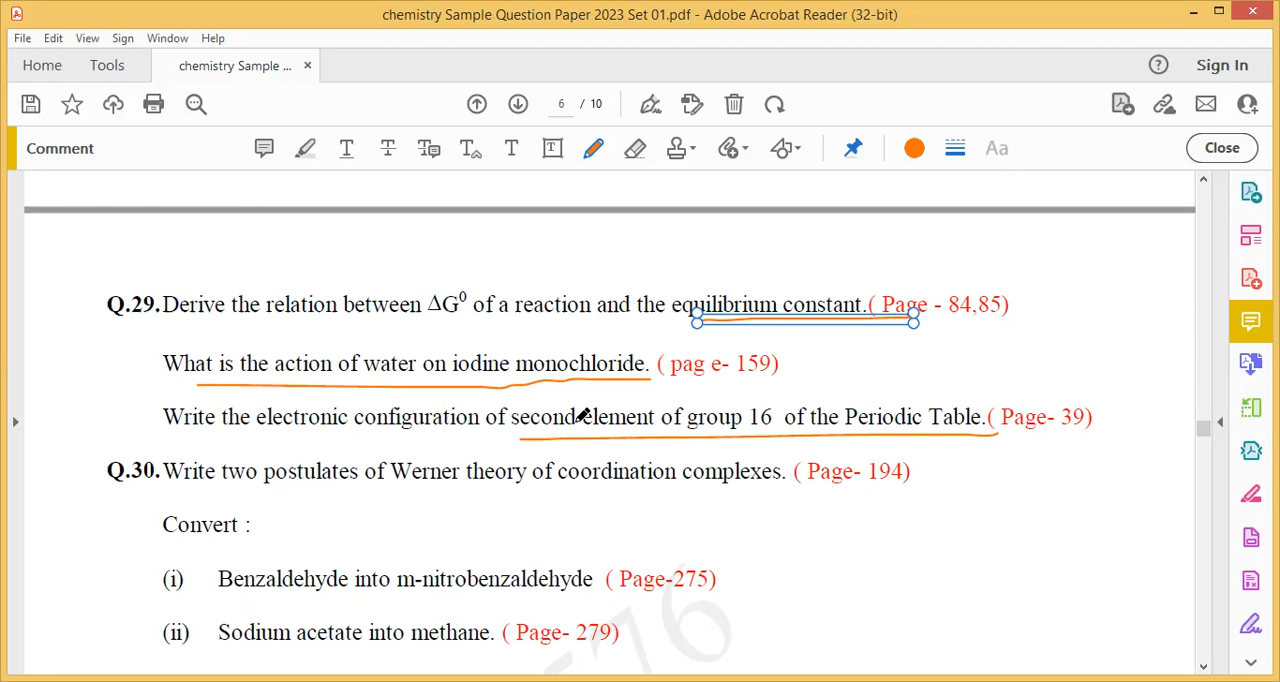 chemistry Sample Question Paper 2023 Set 01.pdf - Adobe Acrobat Reader (32-bit)
File Edit View Sign Window Help
Home Tools chemistry Sample ... × ? Sign In
6 / 10
Comment T T T T T T Aa Close
Q.29. Derive the relation between ΔG⁰ of a reaction and the equilibrium constant.( Page - 84,85)
What is the action of water on iodine monochloride. ( pag e- 159)
Write the electronic configuration of second element of group 16 of the Periodic Table.( Page- 39)
Q.30. Write two postulates of Werner theory of coordination complexes. ( Page- 194)
Convert :
(i) Benzaldehyde into m-nitrobenzaldehyde ( Page-275)
(ii) Sodium acetate into methane. ( Page- 279)